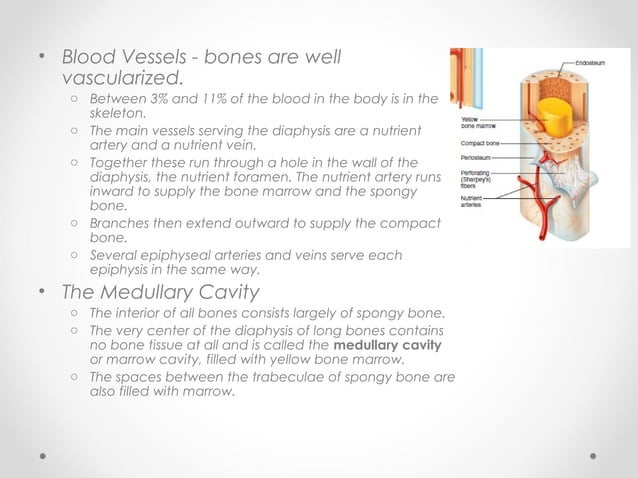 • Blood Vessels - bones are well
vascularized.
o Between 3% and 11% of the blood in the body is in the
skeleton.
o The main vessels serving the diaphysis are a nutrient
artery and a nutrient vein.
o Together these run through a hole in the wall of the
diaphysis, the nutrient foramen. The nutrient artery runs
inward to supply the bone marrow and the spongy
bone.
o Branches then extend outward to supply the compact
bone.
o Several epiphyseal arteries and veins serve each
epiphysis in the same way.
• The Medullary Cavity
o The interior of all bones consists largely of spongy bone.
o The very center of the diaphysis of long bones contains
no bone tissue at all and is called the medullary cavity
or marrow cavity, filled with yellow bone marrow.
o The spaces between the trabeculae of spongy bone are
also filled with marrow.
Endosteum
Yellow
bone marrow
Compact bone
Periosteum
Perforating
(Sharpey's)
fibers
Nutrient
arteries